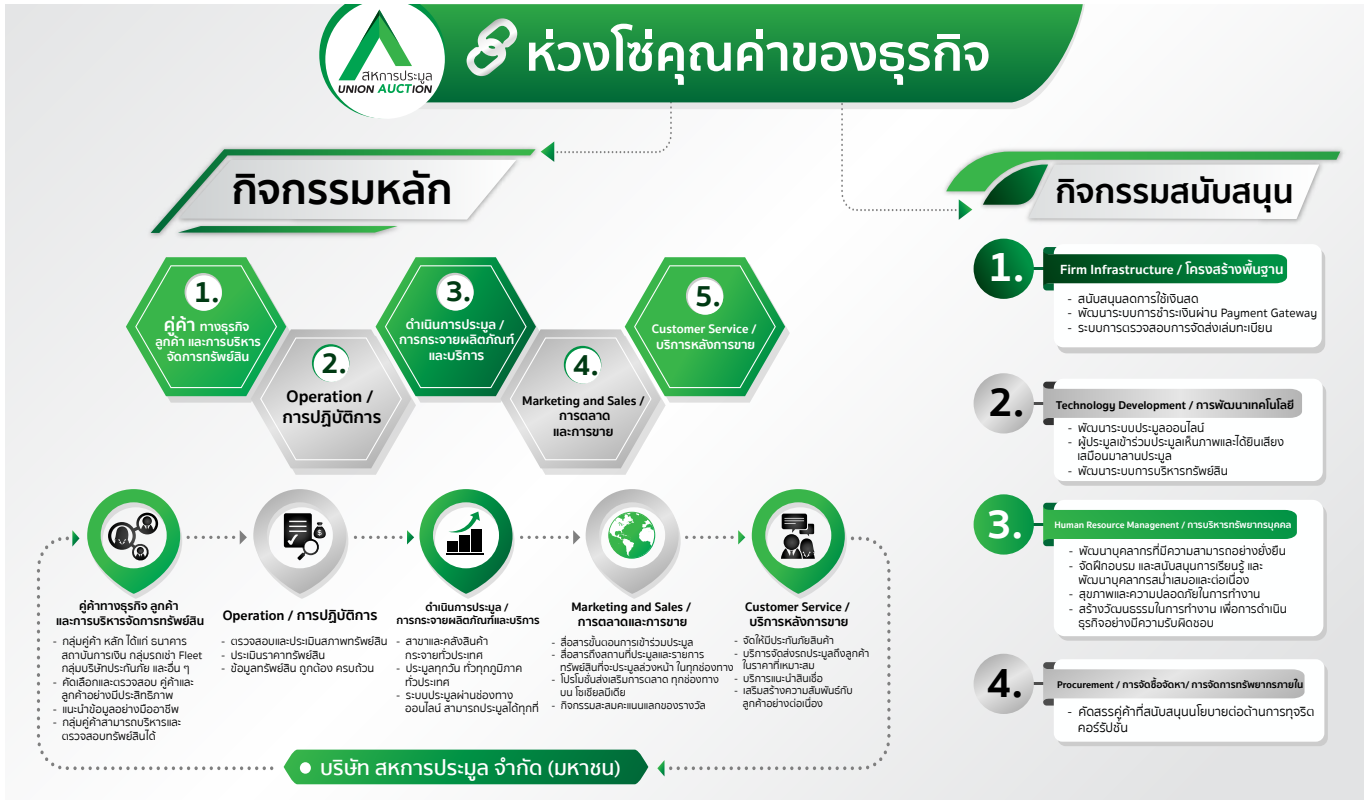 สหการประมูล
UNION AUCTION
ห่วงโซ่คุณค่าของธุรกิจ
กิจกรรมหลัก
1.
คู่ค้า ทางธุรกิจ
ลูกค้า และการบริหาร
จัดการทรัพย์สิน
2.
Operation /
การปฏิบัติการ
3.
ดำเนินการประมูล /
การกระจายผลิตภัณฑ์
และบริการ
4.
Marketing and Sales /
การตลาด
และการขาย
5.
Customer Service /
บริการหลังการขาย
คู่ค้าทางธุรกิจ ลูกค้า
และการบริหารจัดการทรัพย์สิน
- กลุ่มคู่ค้า หลัก ได้แก่ ธนาคาร
สถาบันการเงิน กลุ่มรถเช่า Fleet
กลุ่มบริษัทประกันภัย และอื่น ๆ
- คัดเลือกและตรวจสอบ คู่ค้าและ
ลูกค้าอย่างมีประสิทธิภาพ
- แนะนำข้อมูลอย่างมืออาชีพ
- กลุ่มคู่ค้าสามารถบริหารและ
ตรวจสอบทรัพย์สินได้
Operation / การปฏิบัติการ
- ตรวจสอบและประเมินสภาพทรัพย์สิน
- ประเมินราคาทรัพย์สิน
- ข้อมูลทรัพย์สิน ถูกต้อง ครบถ้วน
ดำเนินการประมูล /
การกระจายผลิตภัณฑ์และบริการ
- สาขาและคลังสินค้า
กระจายทั่วประเทศ
- ประมูลทุกวัน ทั่วทุกภูมิภาค
ทั่วประเทศ
- ระบบประมูลผ่านช่องทาง
ออนไลน์ สามารถประมูลได้ทุกที่
Marketing and Sales /
การตลาดและการขาย
- สื่อสารขั้นตอนการเข้าร่วมประมูล
- สื่อสารถึงสถานที่ประมูลและรายการ
ทรัพย์สินที่จะประมูลล่วงหน้า ในทุกช่องทาง
- โปรโมชั่นส่งเสริมการตลาด ทุกช่องทาง
บน โซเชียลมีเดีย
- กิจกรรมสะสมคะแนนแลกของรางวัล
Customer Service /
บริการหลังการขาย
- จัดให้มีประกันภัยสินค้า
- บริการจัดส่งรถประมูลถึงลูกค้า
ในราคาที่เหมาะสม
- บริการแนะนำสินเชื่อ
- เสริมสร้างความสัมพันธ์กับ
ลูกค้าอย่างต่อเนื่อง
บริษัท สหการประมูล จำกัด (มหาชน)
กิจกรรมสนับสนุน
1.
Firm Infrastructure / โครงสร้างพื้นฐาน
- สนับสนุนลดการใช้เงินสด
- พัฒนาระบบการชำระเงินผ่าน Payment Gateway
- ระบบการตรวจสอบการจัดส่งเล่มทะเบียน
2.
Technology Development / การพัฒนาเทคโนโลยี
- พัฒนาระบบประมูลออนไลน์
- ผู้ประมูลเข้าร่วมประมูลเห็นภาพและได้ยินเสียง
เสมือนมาลานประมูล
- พัฒนาระบบการบริหารทรัพย์สิน
3.
Human Resource Managenent / การบริหารทรัพยากรบุคคล
- พัฒนาบุคลากรที่มีความสามารถอย่างยั่งยืน
- จัดฝึกอบรม และสนับสนุนการเรียนรู้ และ
พัฒนาบุคลากรสม่ำเสมอและต่อเนื่อง
- สุขภาพและความปลอดภัยในการทำงาน
- สร้างวัฒนธรรมในการทำงาน เพื่อการดำเนิน
ธุรกิจอย่างมีความรับผิดชอบ
4.
Procurement / การจัดซื้อจัดหา/ การจัดการทรัพยากรภายใน
- คัดสรรคู่ค้าที่สนับสนุนนโยบายต่อต้านการทุจริต
คอร์รัปชั่น